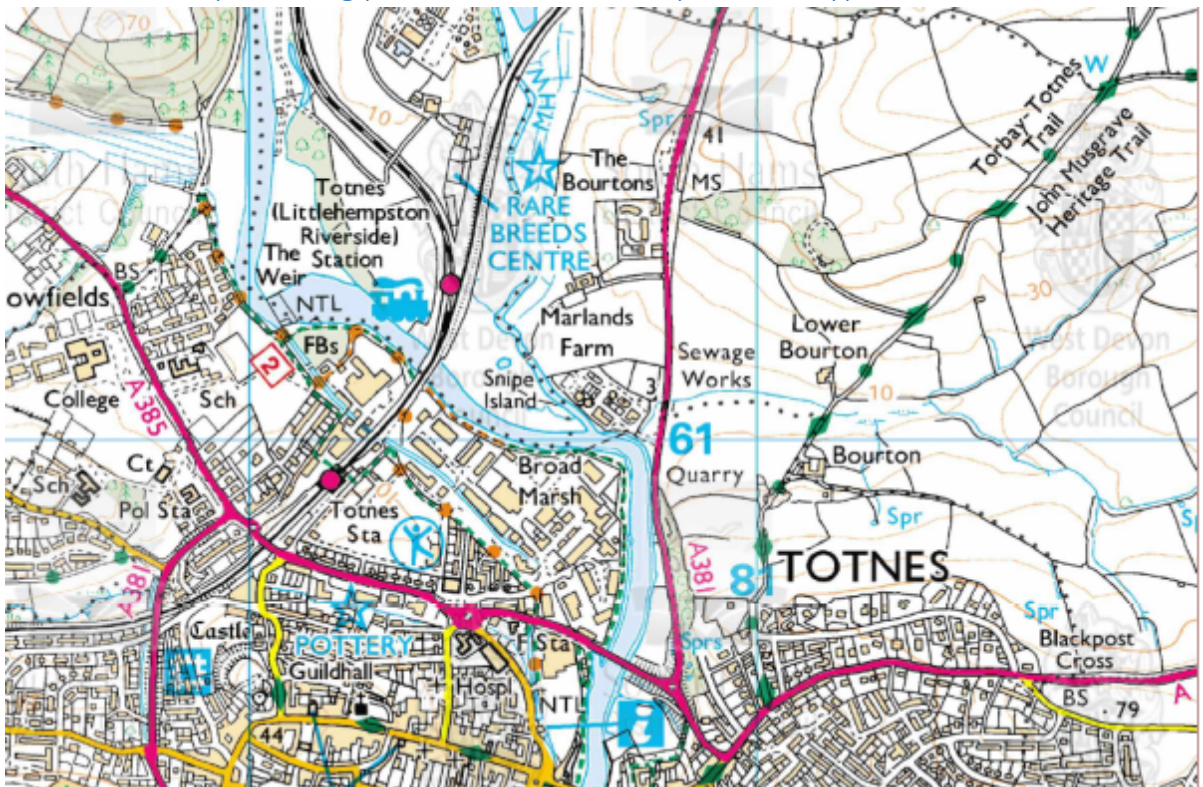 70
10
W
Spr
41
MS
The
Bourtons
Torbay-Totnes
Trail
John Musgrave
Heritage Trail
MH
RARE
BREEDS
CENTRE
Totnes
(Littlehempston
Riverside)
Station
The
Weir
NTL
BS
owfields
FBs
2
College
A385
Sch
Marlands
Farm
Snipe
Island
3
Sewage
Works
Lower
Bourton
30
10
West Devon
Borough
Council
61
Quarry
Bourton
Broad
Marsh
Ct
Sch
Pol Sta
Totnes
Sta
10
Spr
A381
A381
81
TOTNES
Spr
Blackpost
Cross
BS
79
A
Castle
POTTERY
Guildhall
Hospl
Sta
Sprs
NTL
i
44